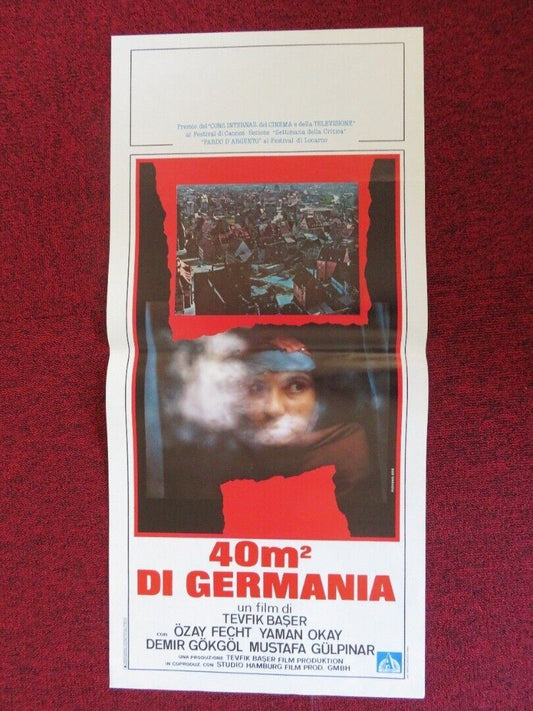 Premio del "CONS. INTERNAZ. del CINEMA e della TELEVISIONE"
al Festival di Cannes Sezione "Settimana della Critica"
"PARDO D'ARGENTO" al Festival di Locarno
40m²
DI GERMANIA
un film di
TEVFIK BAŞER
con ÖZAY FECHT YAMAN OKAY
DEMIR GÖKGÖL MUSTAFA GÜLPINAR
UNA PRODUZIONE TEVFIK BAŞER FILM PRODUKTION
IN COPRODUZ. CON STUDIO HAMBURG FILM PROD. GMBH